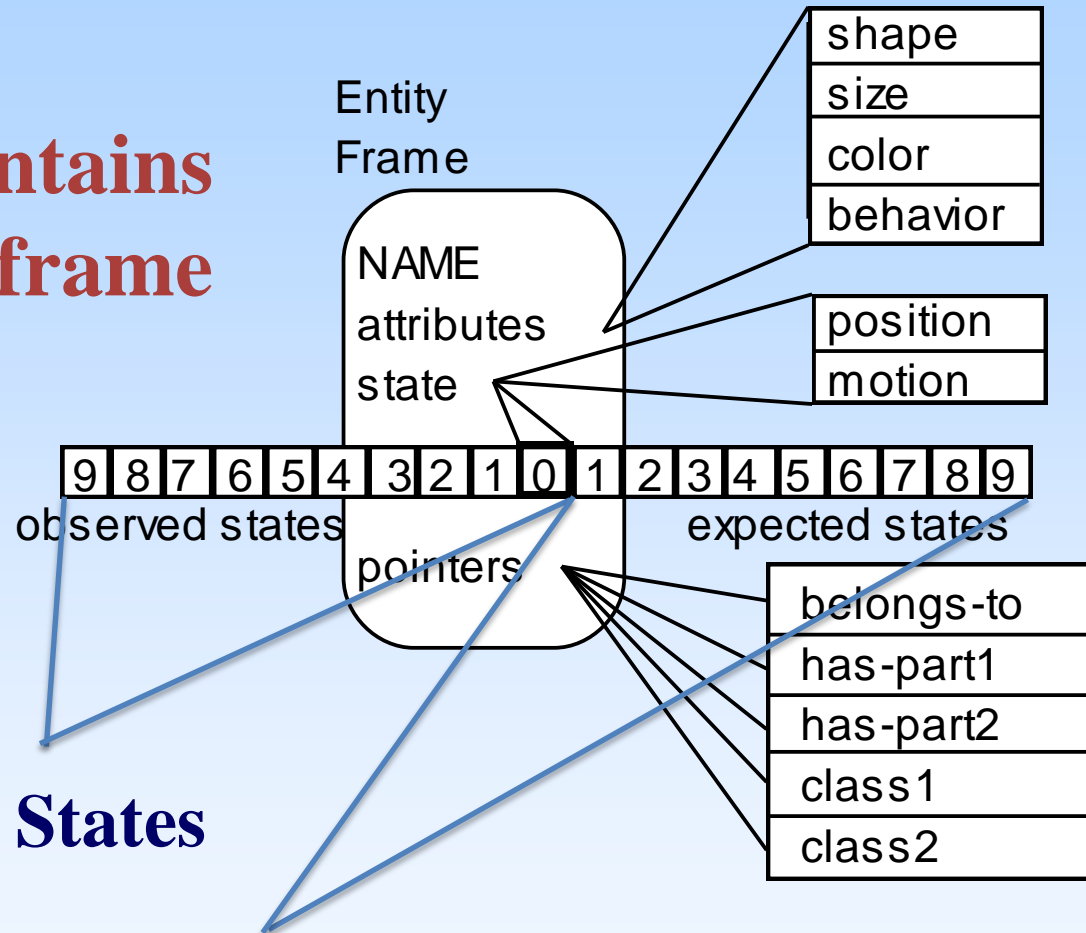 Entity
Frame
ntains
frame
NAME
attributes
state
shape
size
color
behavior
position
motion
9 8 7 6 5 4 3 2 1 0 1 2 3 4 5 6 7 8 9
observed states
expected states
pointers
belongs-to
has-part1
has-part2
class1
class2
States